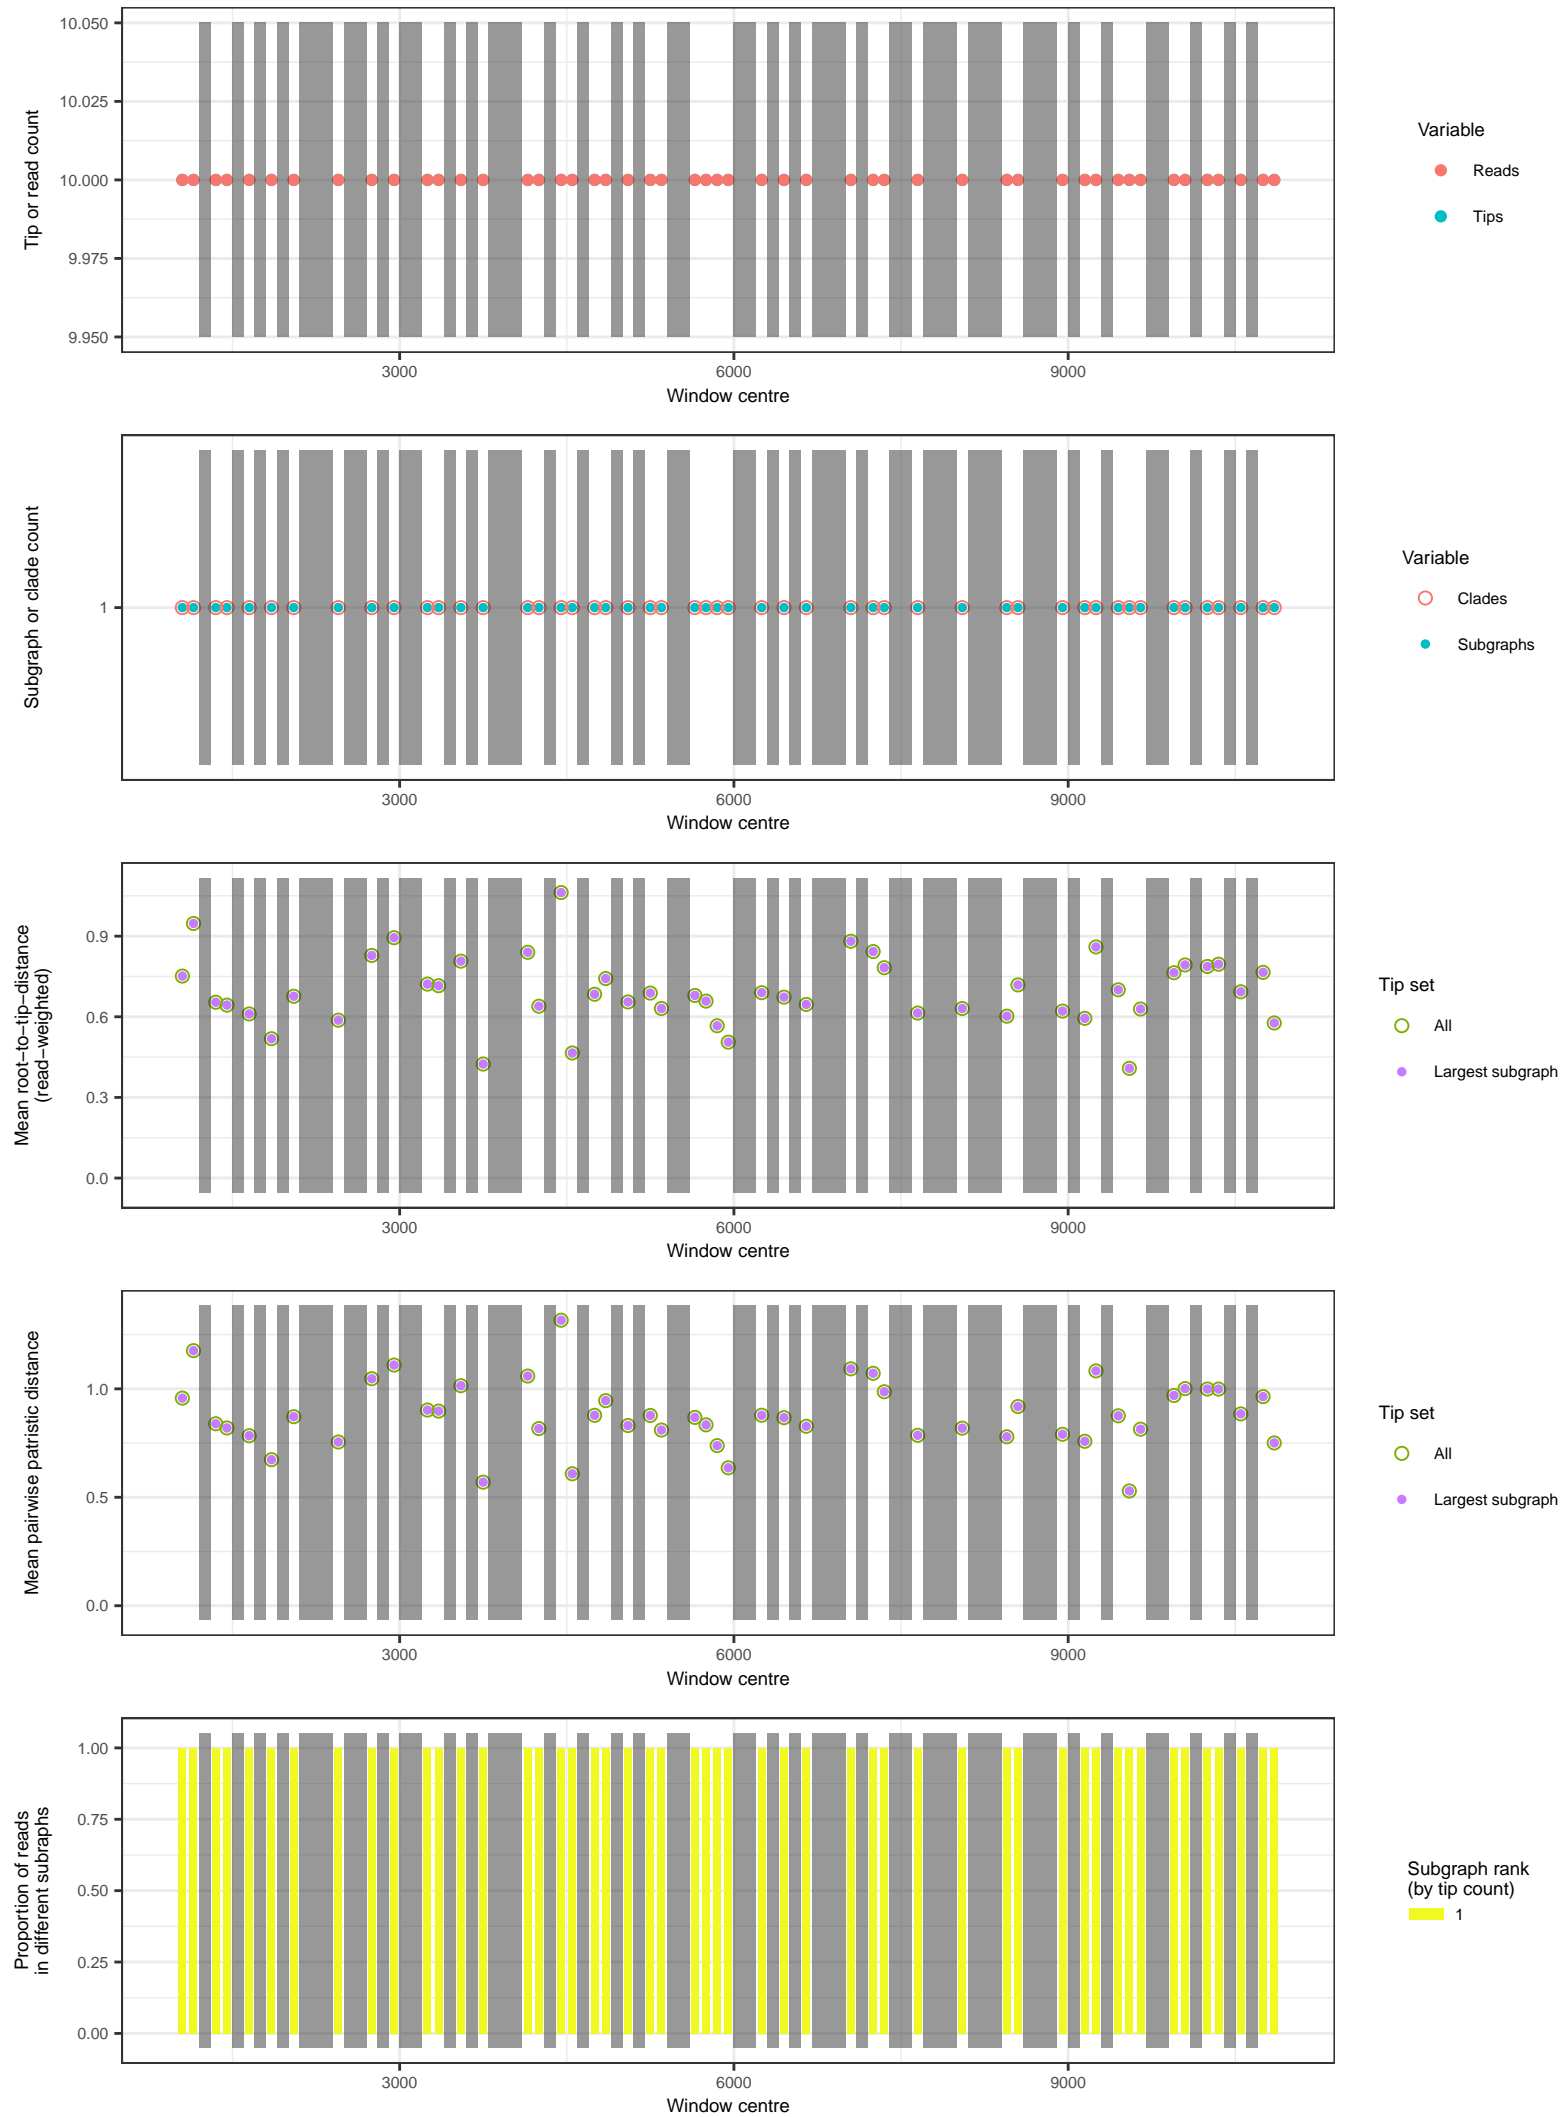 10.050
10.025
10.000
9.975
9.950
Tip or read count
3000
6000
9000
Window centre
Variable
Reads
Tips
1
Subgraph or clade count
3000
6000
9000
Window centre
Variable
Clades
Subgraphs
0.9
0.6
0.3
0.0
Mean root−to−tip−distance
(read−weighted)
3000
6000
9000
Window centre
Tip set
All
Largest subgraph
1.0
0.5
0.0
Mean pairwise patristic distance
3000
6000
9000
Window centre
Tip set
All
Largest subgraph
1.00
0.75
0.50
0.25
0.00
Proportion of reads
in different subraphs
3000
6000
9000
Window centre
Subgraph rank
(by tip count)
1